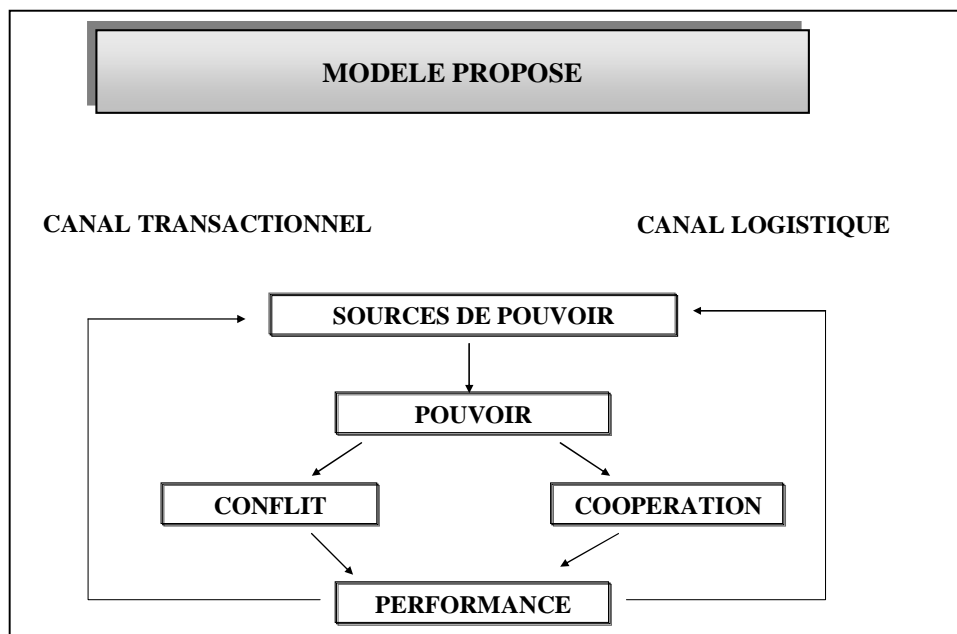 MODELE PROPOSE
CANAL TRANSACTIONNEL
CANAL LOGISTIQUE
SOURCES DE POUVOIR
POUVOIR
CONFLIT
COOPERATION
PERFORMANCE